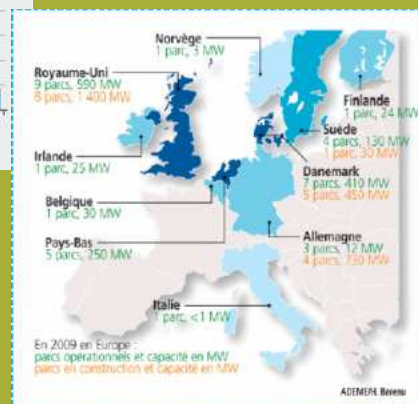 Norvège
1 parc, 3 MW
Royaume-Uni
9 parcs, 590 MW
8 parcs, 1 400 MW
Finlande
1 parc, 24 MW
Suède
4 parcs, 130 MW
1 parc, 30 MW
Irlande
1 parc, 25 MW
Danemark
7 parcs, 410 MW
5 parcs, 450 MW
Belgique
1 parc, 30 MW
Pays-Bas
5 parcs, 250 MW
Allemagne
3 parcs, 12 MW
4 parcs, 730 MW
Italie
1 parc, <1 MW
En 2009 en Europe :
parcs opérationnels et capacité en MW
parcs en construction et capacité en MW
ADEME/H. Bereau